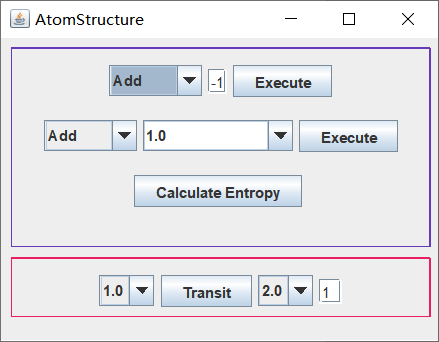 AtomStructure
Add -1 Execute
Add 1.0 Execute
Calculate Entropy
1.0 Transit 2.0 1